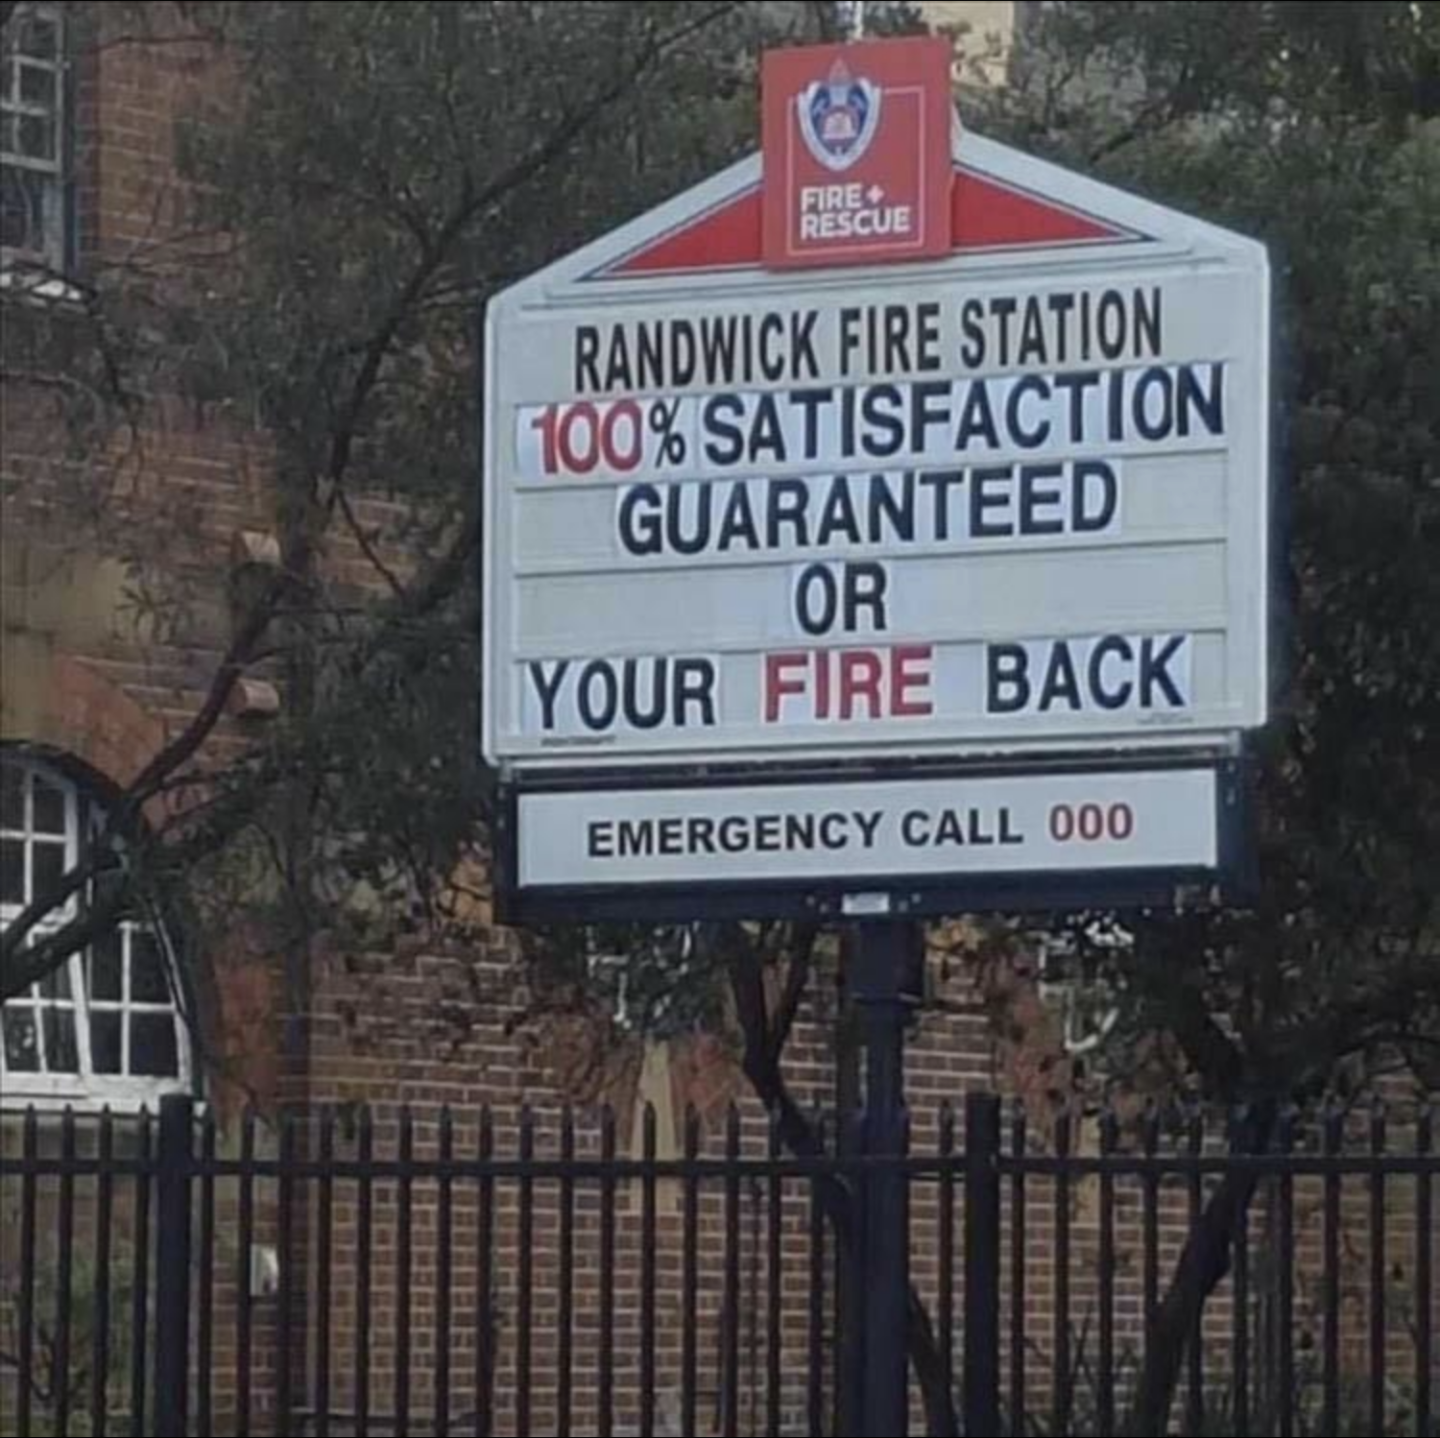 FIRE+
RESCUE
RANDWICK FIRE STATION
100% SATISFACTION
GUARANTEED
OR
YOUR FIRE BACK
EMERGENCY CALL 000